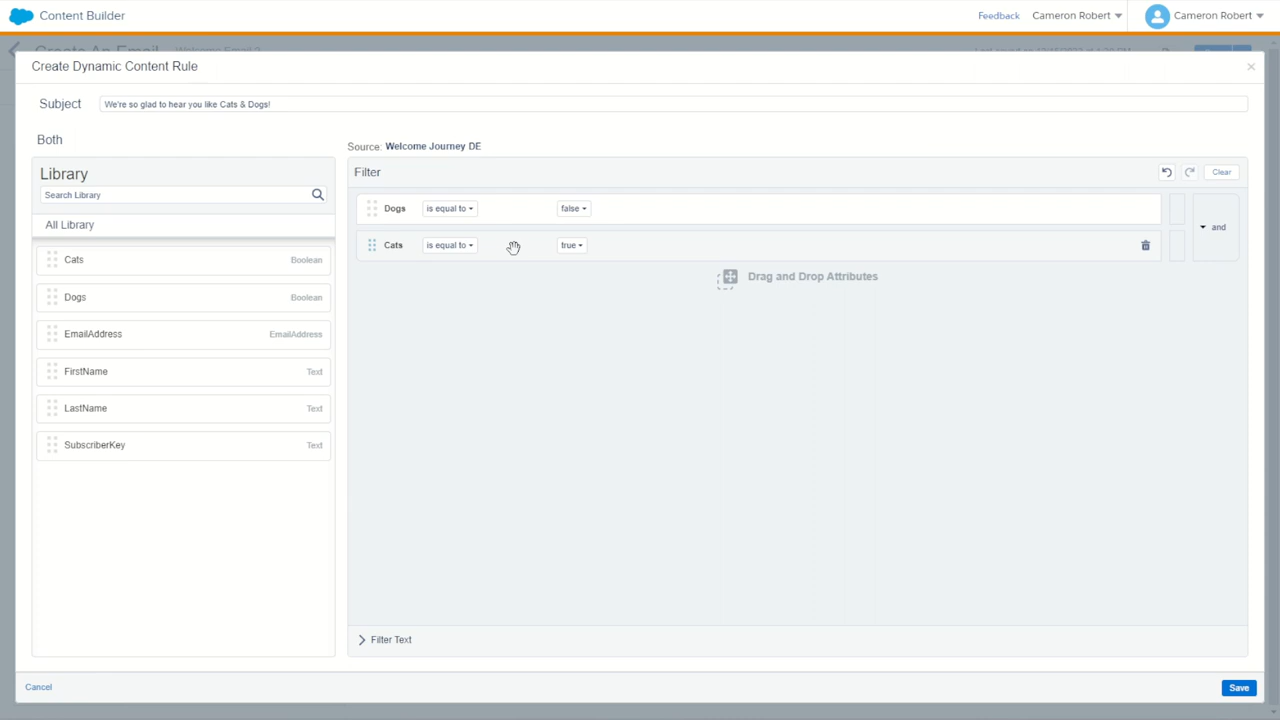 Content Builder
Feedback
Cameron Robert
Cameron Robert
Create An Email
Create Dynamic Content Rule
Subject
We're so glad to hear you like Cats & Dogs!
Both
Source: Welcome Journey DE
Library
Search Library
All Library
Cats Boolean
Dogs Boolean
EmailAddress EmailAddress
FirstName Text
LastName Text
SubscriberKey Text
Filter
Clear
Dogs is equal to false
Cats is equal to true
and
Drag and Drop Attributes
Filter Text
Cancel
Save